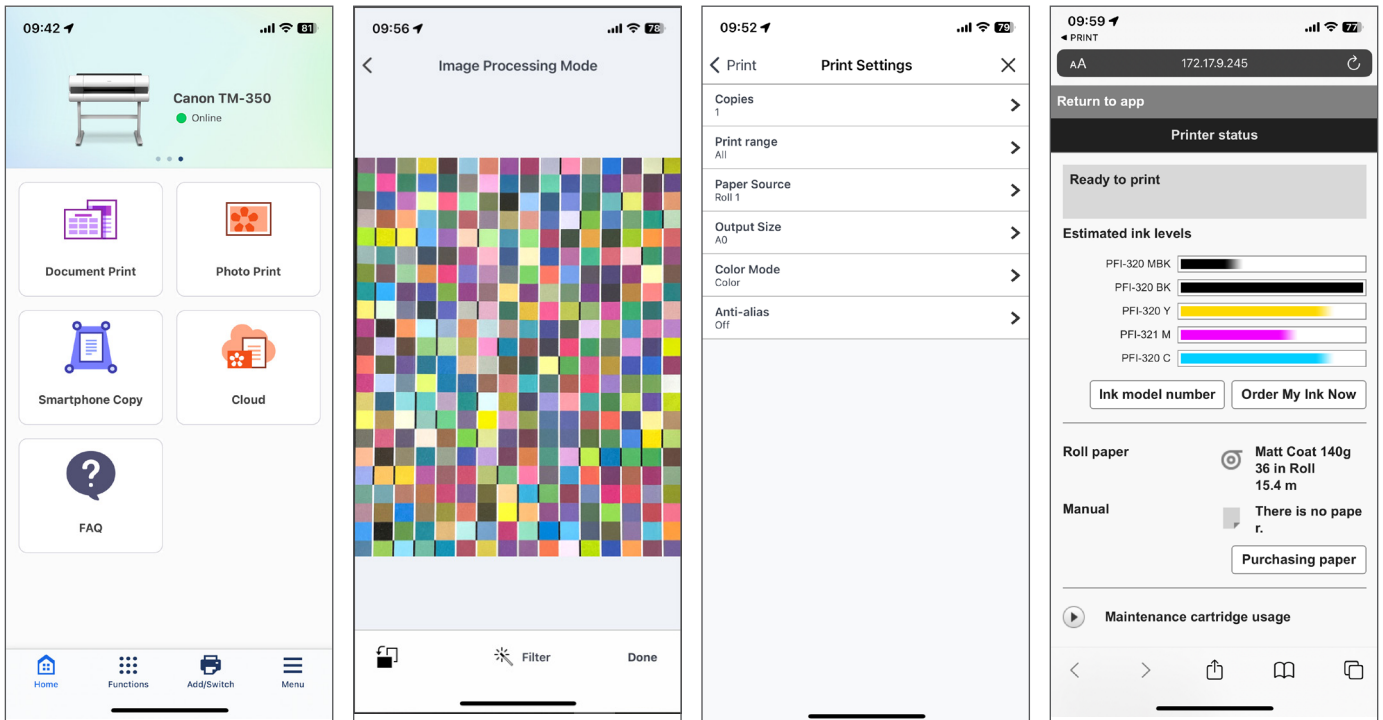 09:42
81
Canon TM-350
Online
Document Print
Photo Print
Smartphone Copy
Cloud
?
FAQ
Home
Functions
Add/Switch
Menu
09:56
78
Image Processing Mode
Filter
Done
09:52
79
Print
Print Settings
Copies
1
Print range
All
Paper Source
Roll 1
Output Size
A0
Color Mode
Color
Anti-alias
Off
09:59
77
◀ PRINT
AA
172.17.9.245
Return to app
Printer status
Ready to print
Estimated ink levels
PFI-320 MBK
PFI-320 BK
PFI-320 Y
PFI-321 M
PFI-320 C
Ink model number
Order My Ink Now
Roll paper
Matt Coat 140g
36 in Roll
15.4 m
Manual
There is no pape
r.
Purchasing paper
Maintenance cartridge usage